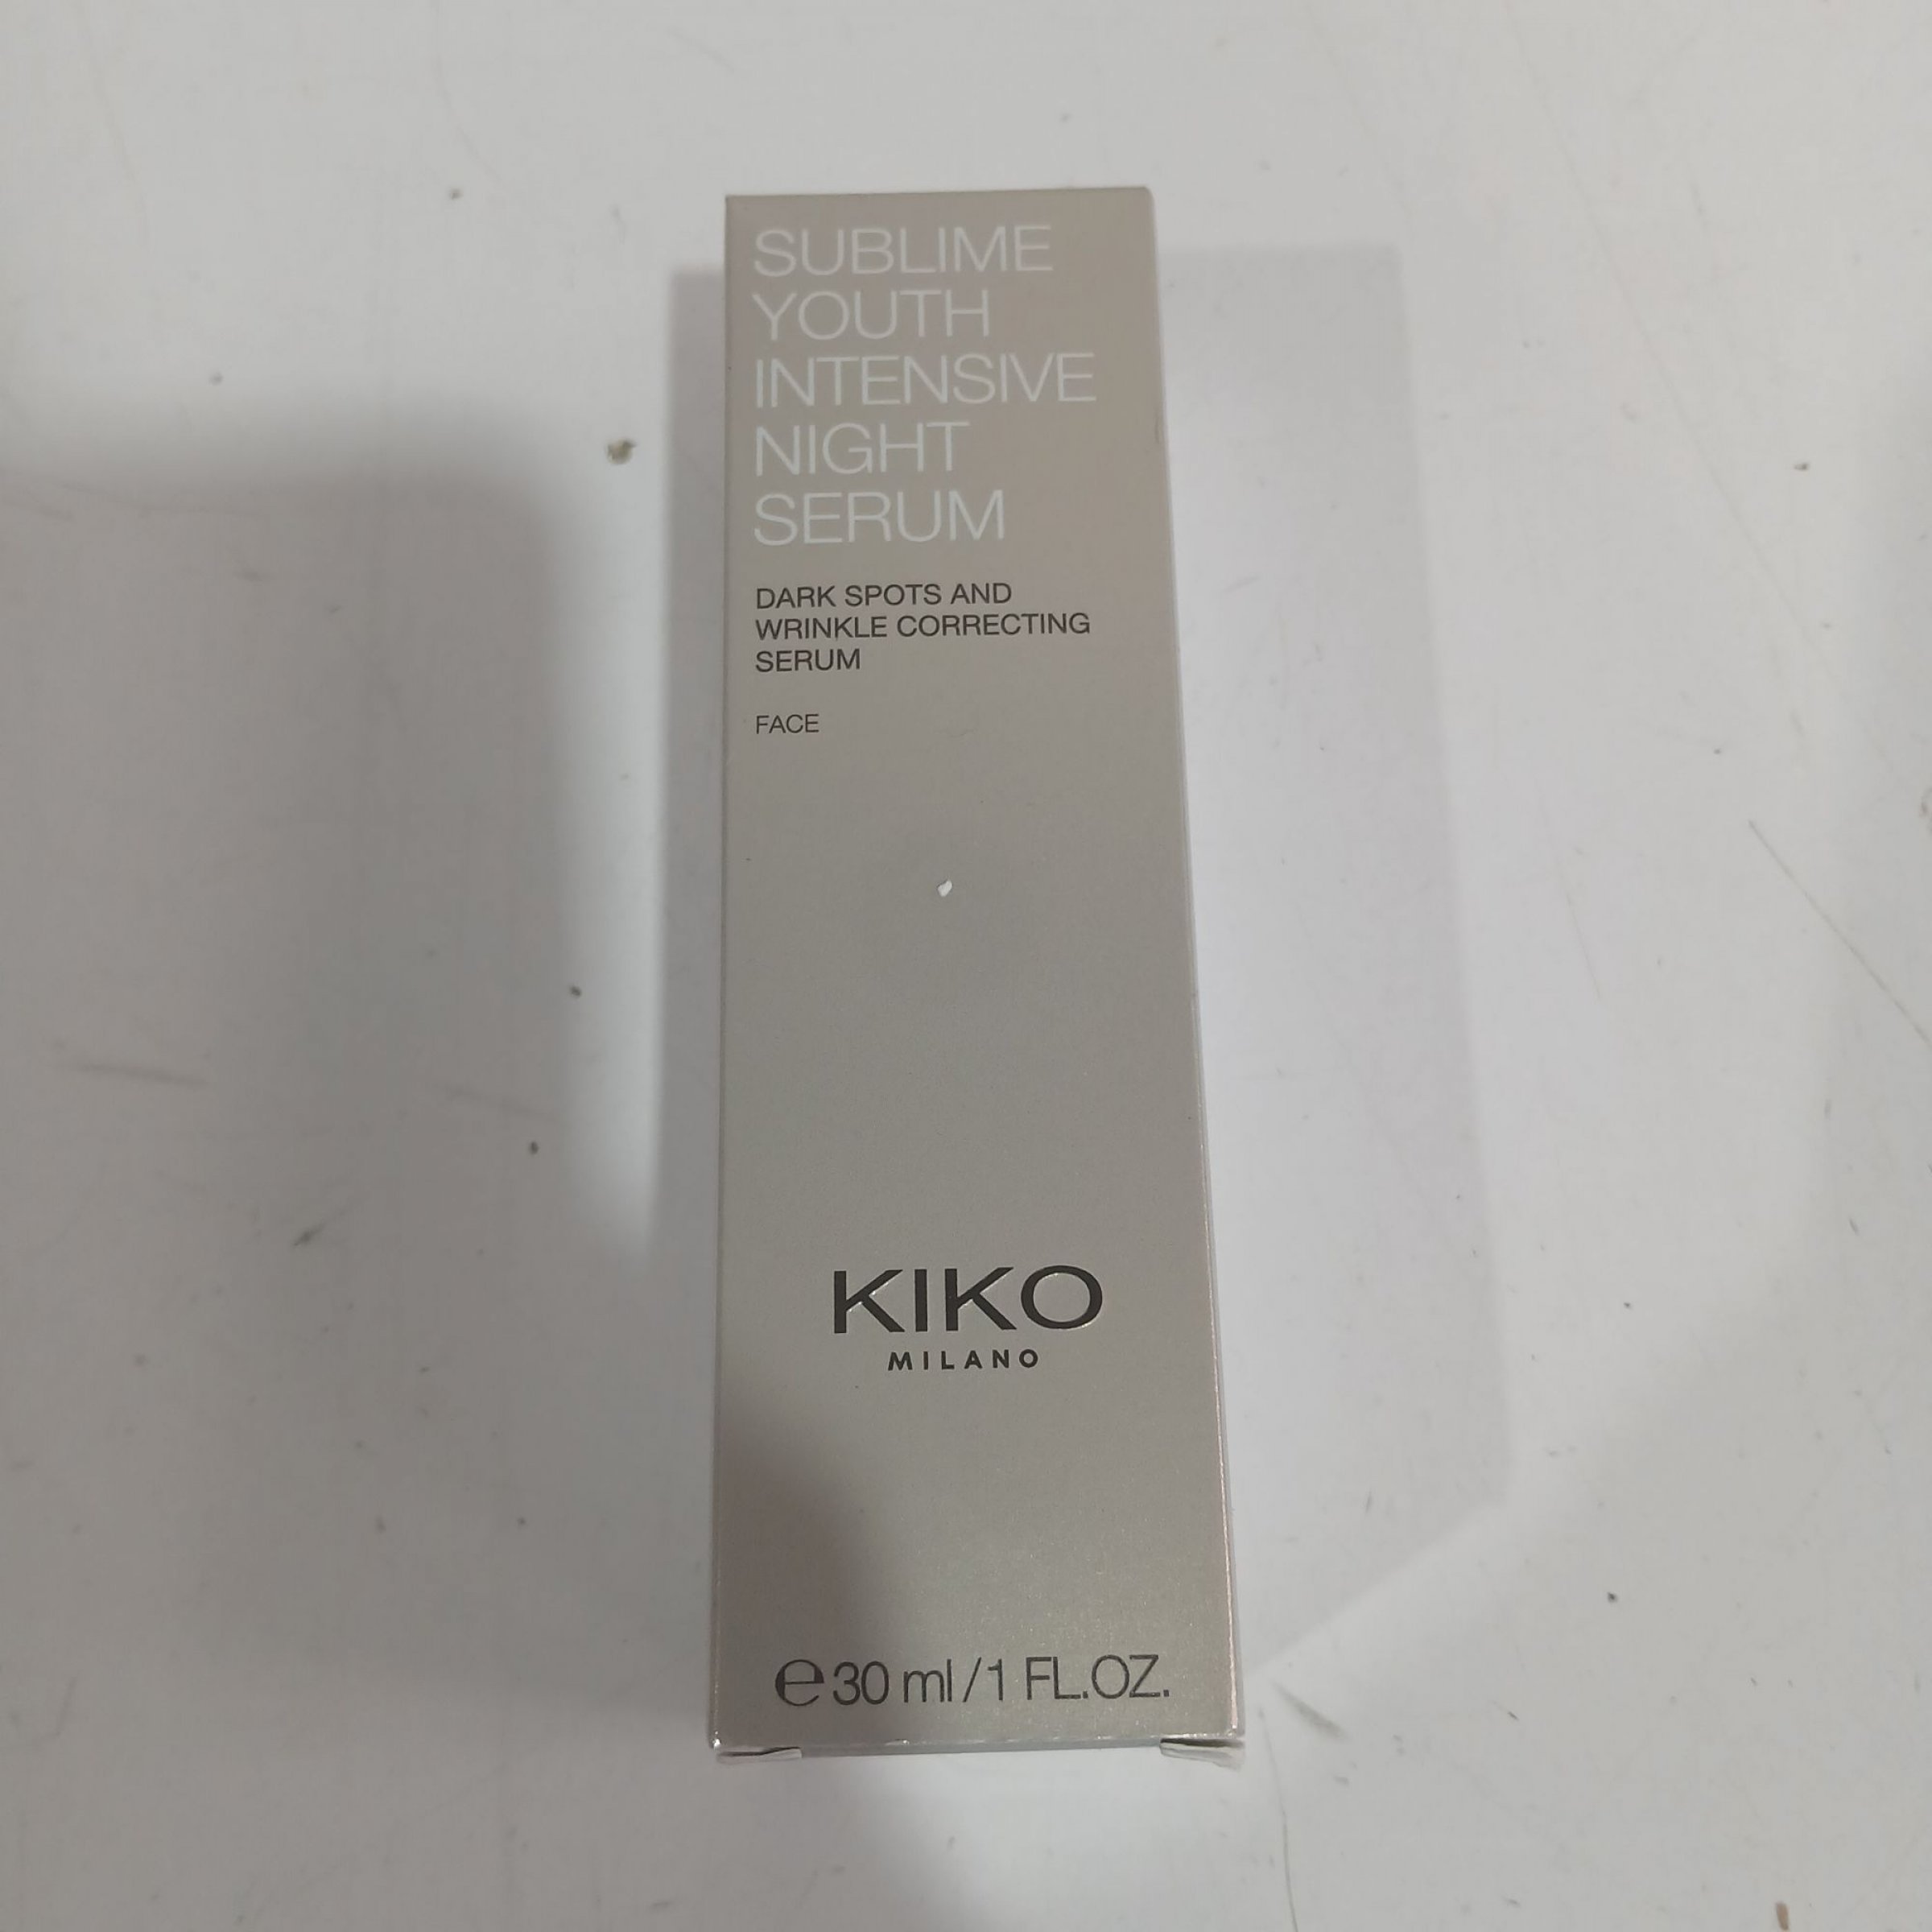 SUBLIME
YOUTH
INTENSIVE
NIGHT
SERUM
DARK SPOTS AND
WRINKLE CORRECTING
SERUM
FACE
KIKO
MILANO
℮30 ml/1 FL.OZ.